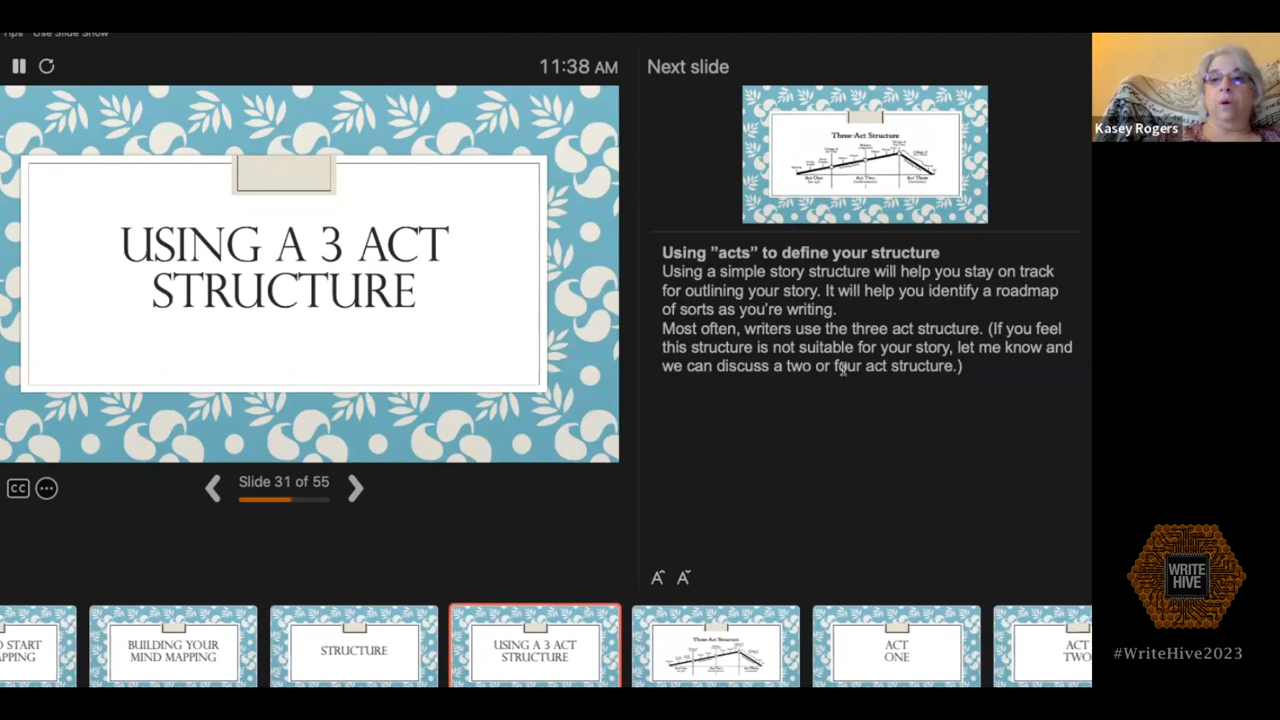 Tips Use Slide Show
11:38 AM
Next slide
USING A 3 ACT
STRUCTURE
Three-Act Structure
Act One
Act Two
Act Three
Kasey Rogers
Using ”acts” to define your structure
Using a simple story structure will help you stay on track
for outlining your story. It will help you identify a roadmap
of sorts as you’re writing.
Most often, writers use the three act structure. (If you feel
this structure is not suitable for your story, let me know and
we can discuss a two or four act structure.)
CC
Slide 31 of 55
A A
O START
APPING
BUILDING YOUR
MIND MAPPING
STRUCTURE
USING A 3 ACT
STRUCTURE
Three-Act Structure
ACT
ONE
ACT
TWO
WRITE
HIVE
#WriteHive2023